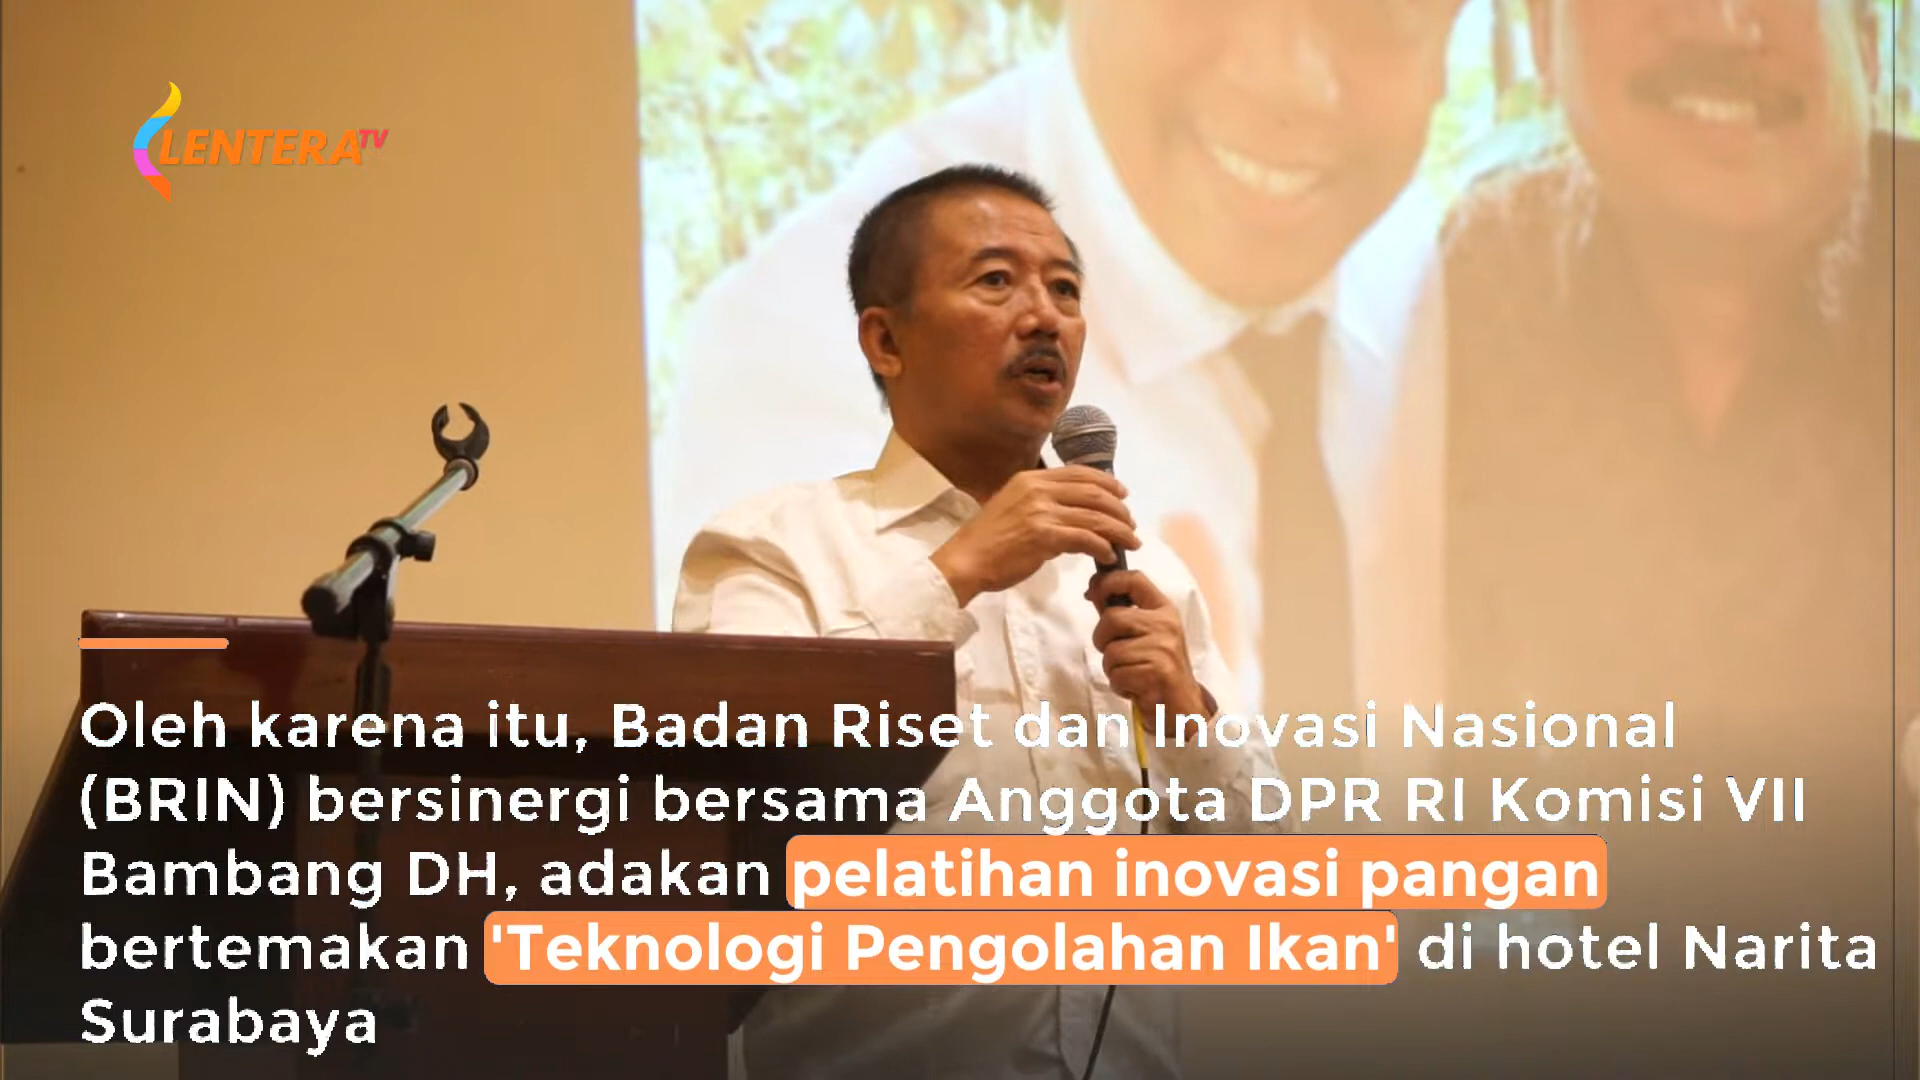 LENTERA TV
Oleh karena itu, Badan Riset dan Inovasi Nasional
(BRIN) bersinergi bersama Anggota DPR RI Komisi VII
Bambang DH, adakan pelatihan inovasi pangan
bertemakan 'Teknologi Pengolahan Ikan' di hotel Narita
Surabaya